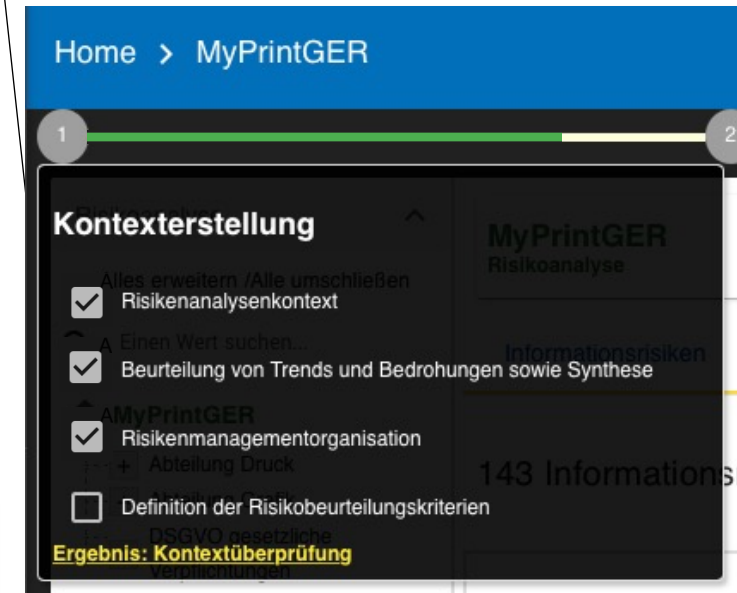 Home > MyPrintGER
1
2
Kontexterstellung
MyPrintGER
Risikoanalyse
Alles erweitern /Alle umschließen
Risikenanalysenkontext
Einen Wert suchen...
Informationsrisiken
Beurteilung von Trends und Bedrohungen sowie Synthese
MyPrintGER
Risikenmanagementorganisation
Abteilung Druck
143 Informations
Definition der Risikobeurteilungskriterien
DSGVO gesetzliche
Ergebnis: Kontextüberprüfung
Verpflichtungen